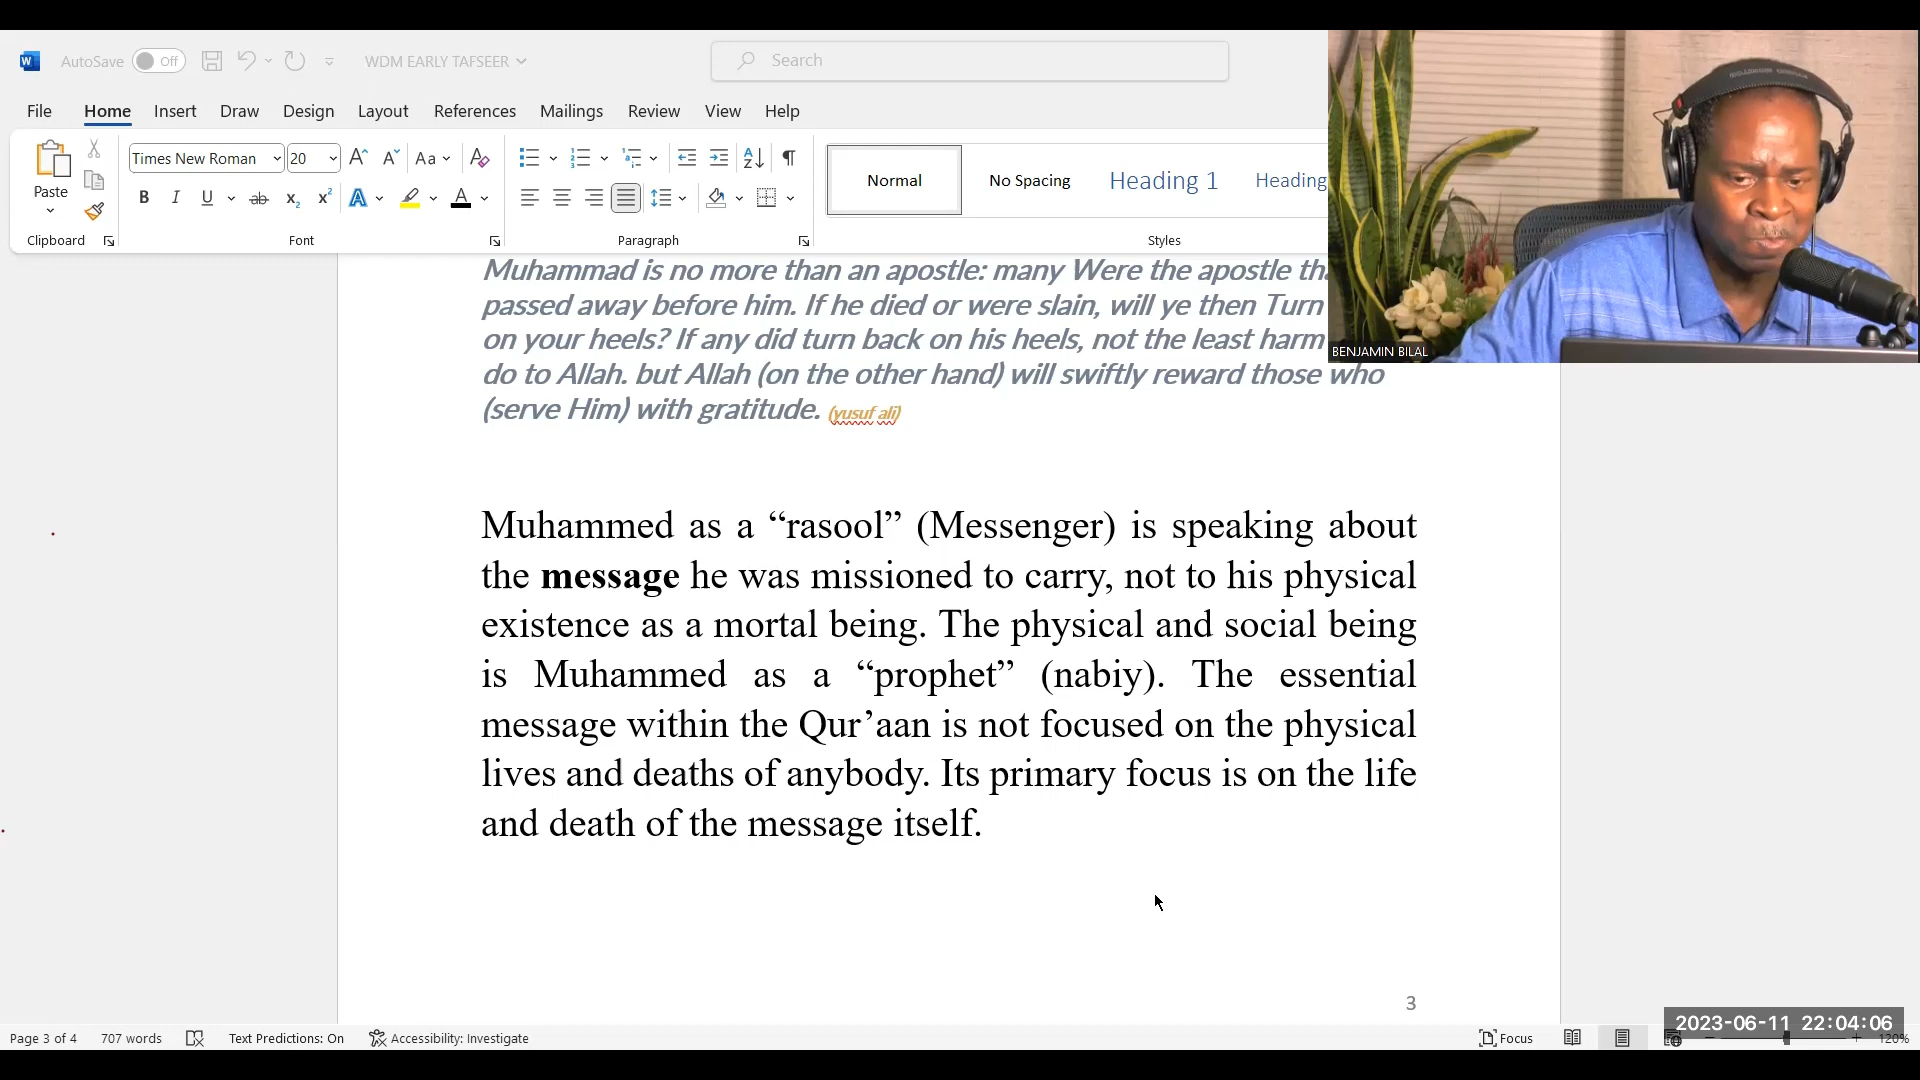 AutoSave Off WDM EARLY TAFSEER Search
File Home Insert Draw Design Layout References Mailings Review View Help
Times New Roman 20 Aa
Paste B I U ab x2 x2 A A
Normal No Spacing Heading 1 Heading
Clipboard Font Paragraph Styles
BENJAMIN BILAL
Muhammad is no more than an apostle: many Were the apostle
passed away before him. If he died or were slain, will ye then Turn
on your heels? If any did turn back on his heels, not the least harm
do to Allah. but Allah (on the other hand) will swiftly reward those who
(serve Him) with gratitude. (yusuf ali)
Muhammed as a “rasool” (Messenger) is speaking about
the message he was missioned to carry, not to his physical
existence as a mortal being. The physical and social being
is Muhammed as a “prophet” (nabiy). The essential
message within the Qur’aan is not focused on the physical
lives and deaths of anybody. Its primary focus is on the life
and death of the message itself.
3
Page 3 of 4 707 words Text Predictions: On Accessibility: Investigate Focus 120%
2023-06-11 22:04:06